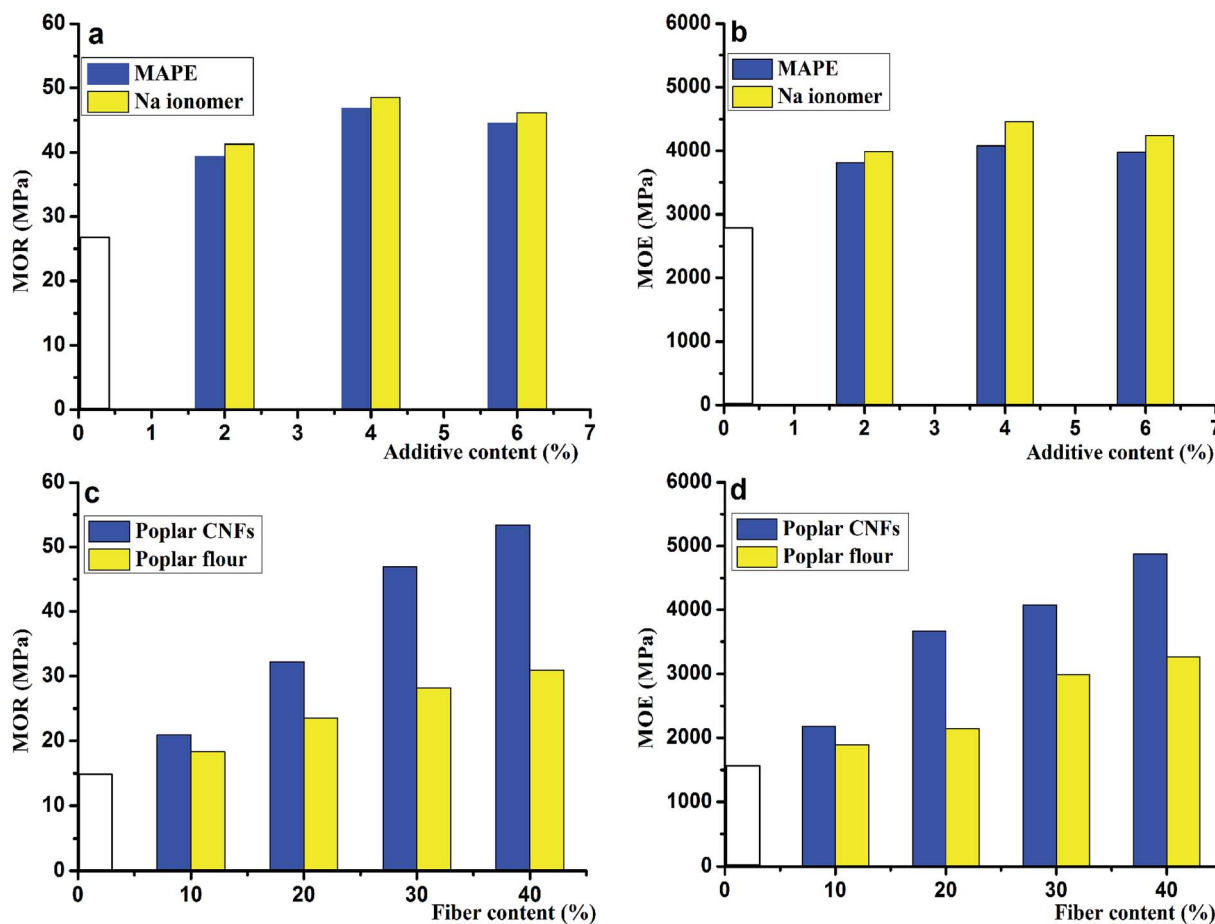 a
MAPE
Na ionomer
MOR (MPa)
60
50
40
30
20
10
0
0 1 2 3 4 5 6 7
Additive content (%)
b
MAPE
Na ionomer
MOE (MPa)
6000
5000
4000
3000
2000
1000
0
0 1 2 3 4 5 6 7
Additive content (%)
c
Poplar CNFs
Poplar flour
MOR (MPa)
60
50
40
30
20
10
0
0 10 20 30 40
Fiber content (%)
d
Poplar CNFs
Poplar flour
MOE (MPa)
6000
5000
4000
3000
2000
1000
0
0 10 20 30 40
Fiber content (%)